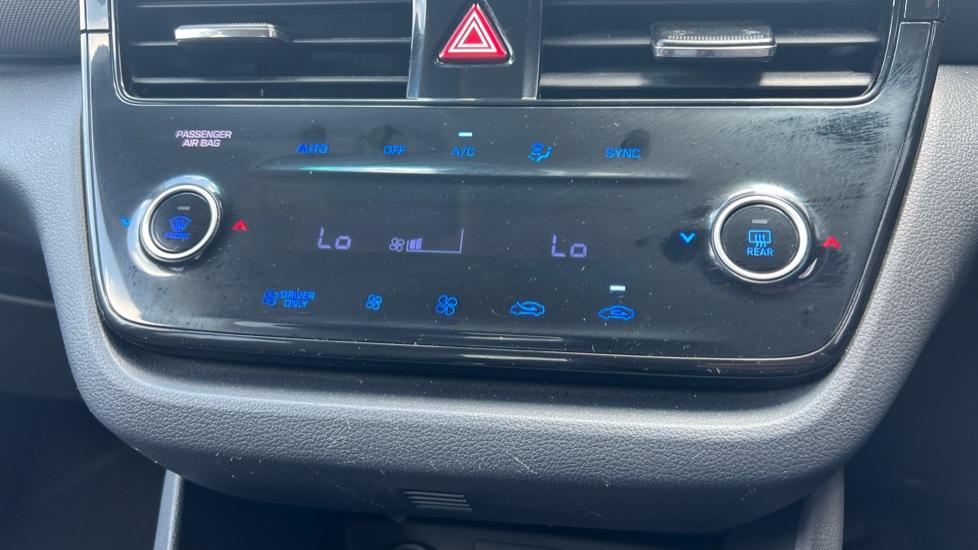 PASSENGER
AIR BAG
AUTO OFF A/C SYNC
FRONT
Lo Lo
REAR
DRIVER
ONLY